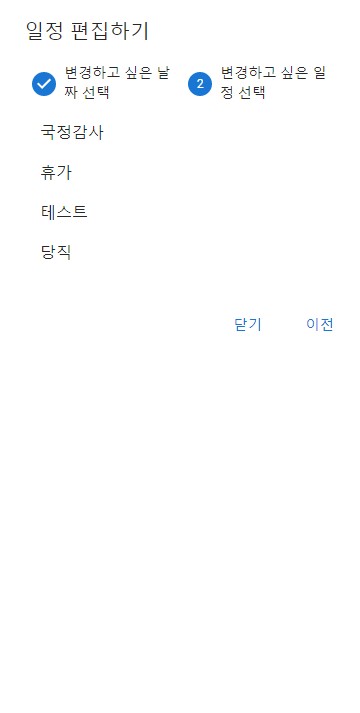 일정 편집하기
변경하고 싶은 날
짜 선택
2
변경하고 싶은 일
정 선택
국정감사
휴가
테스트
당직
닫기
이전